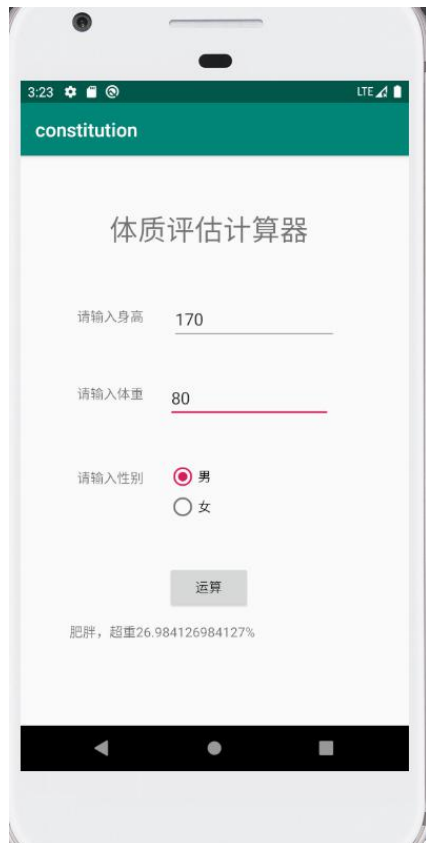 3:23 LTE
constitution
体质评估计算器
请输入身高 170
请输入体重 80
请输入性别 男
女
运算
肥胖，超重26.984126984127%